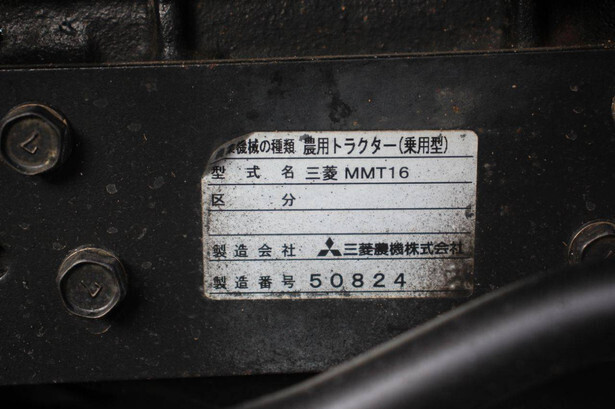 機械の種類 農用トラクター(乗用型)
型式名 三菱 MMT16
区分
製造会社 三菱農機株式会社
製造番号 50824
7